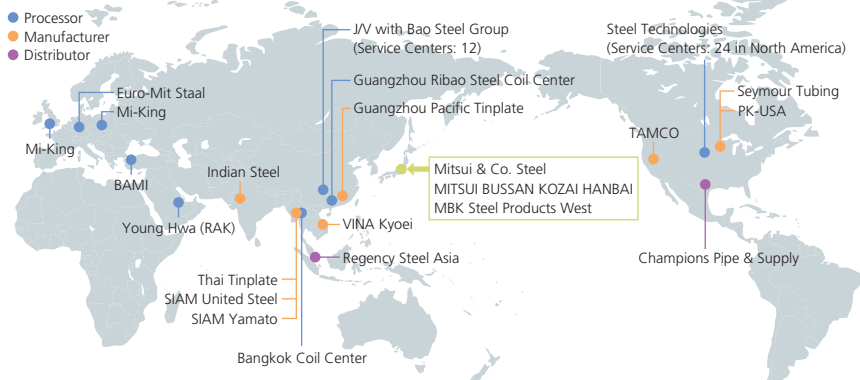 Processor
Manufacturer
Distributor
J/V with Bao Steel Group
(Service Centers: 12)
Steel Technologies
(Service Centers: 24 in North America)
Euro-Mit Staal
Mi-King
Guangzhou Ribao Steel Coil Center
Guangzhou Pacific Tinplate
Seymour Tubing
PK-USA
TAMCO
Mi-King
BAMI
Indian Steel
Mitsui & Co. Steel
MITSUI BUSSAN KOZAI HANBAI
MBK Steel Products West
Young Hwa (RAK)
VINA Kyoei
Regency Steel Asia
Champions Pipe & Supply
Thai Tinplate
SIAM United Steel
SIAM Yamato
Bangkok Coil Center